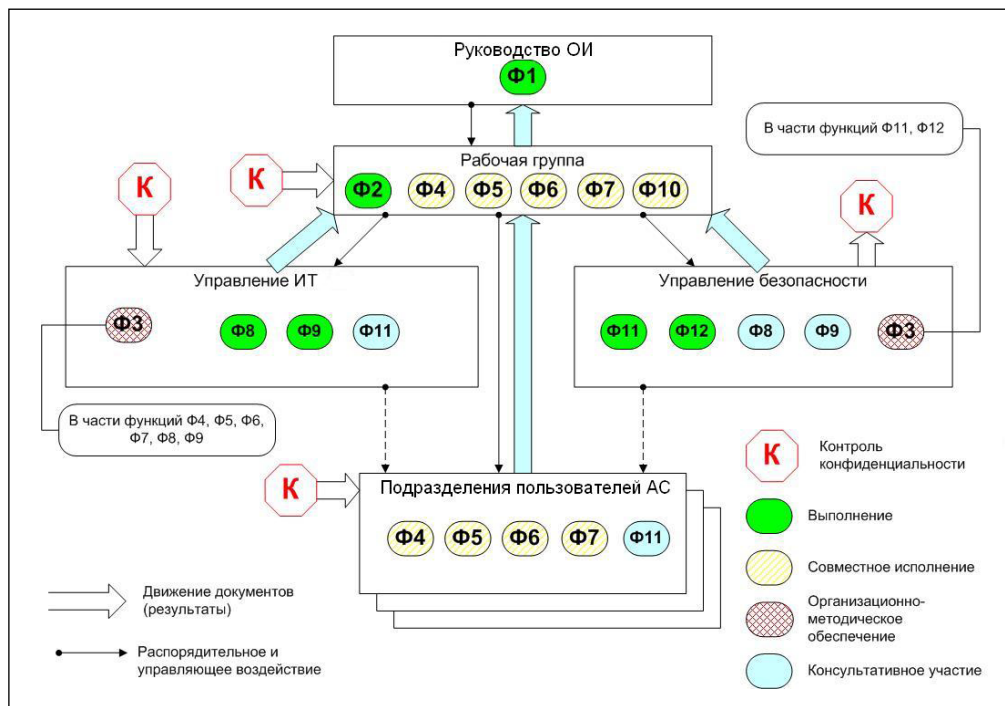 Руководство ОИ
Ф1
В части функций Ф11, Ф12
Рабочая группа
К
К
Ф2
Ф4
Ф5
Ф6
Ф7
Ф10
К
Управление ИТ
Ф3
Ф8
Ф9
Ф11
Управление безопасности
Ф11
Ф12
Ф8
Ф9
Ф3
В части функций Ф4, Ф5, Ф6,
Ф7, Ф8, Ф9
К
Подразделения пользователей АС
Ф4
Ф5
Ф6
Ф7
Ф11
Движение документов
(результаты)
Распорядительное и
управляющее воздействие
К
Контроль
конфиденциальности
Выполнение
Совместное исполнение
Организационно-
методическое
обеспечение
Консультативное участие